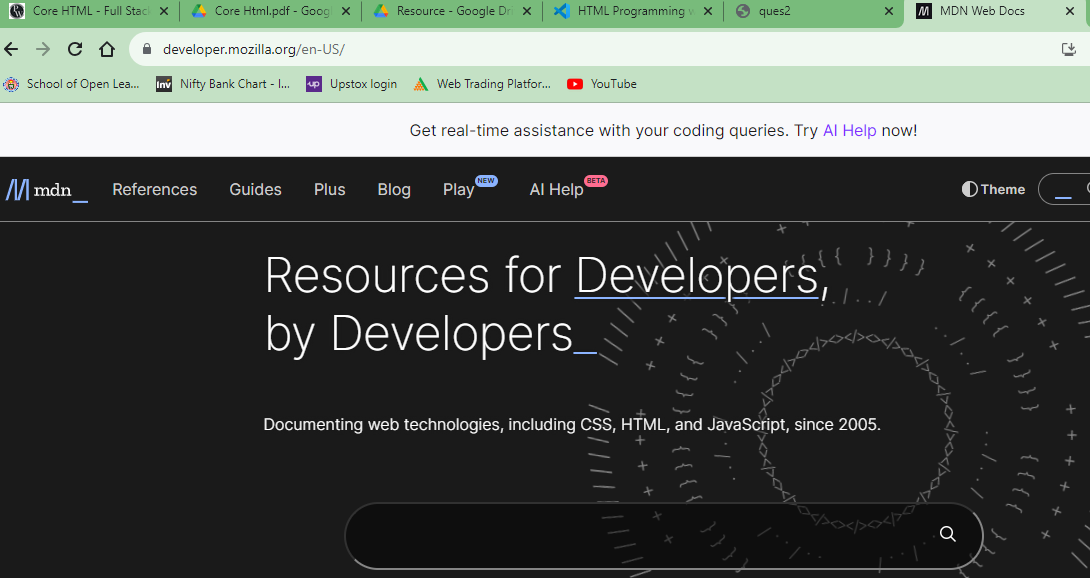 Core HTML - Full Stac
Core Html.pdf - Goog
Resource - Google Dri
HTML Programming w
ques2
MDN Web Docs
developer.mozilla.org/en-US/
School of Open Lea...
Nifty Bank Chart - I...
Upstox login
Web Trading Platfor...
YouTube
Get real-time assistance with your coding queries. Try AI Help now!
mdn_
References
Guides
Plus
Blog
Play NEW
AI Help BETA
Theme
Resources for Developers,
by Developers_
Documenting web technologies, including CSS, HTML, and JavaScript, since 2005.